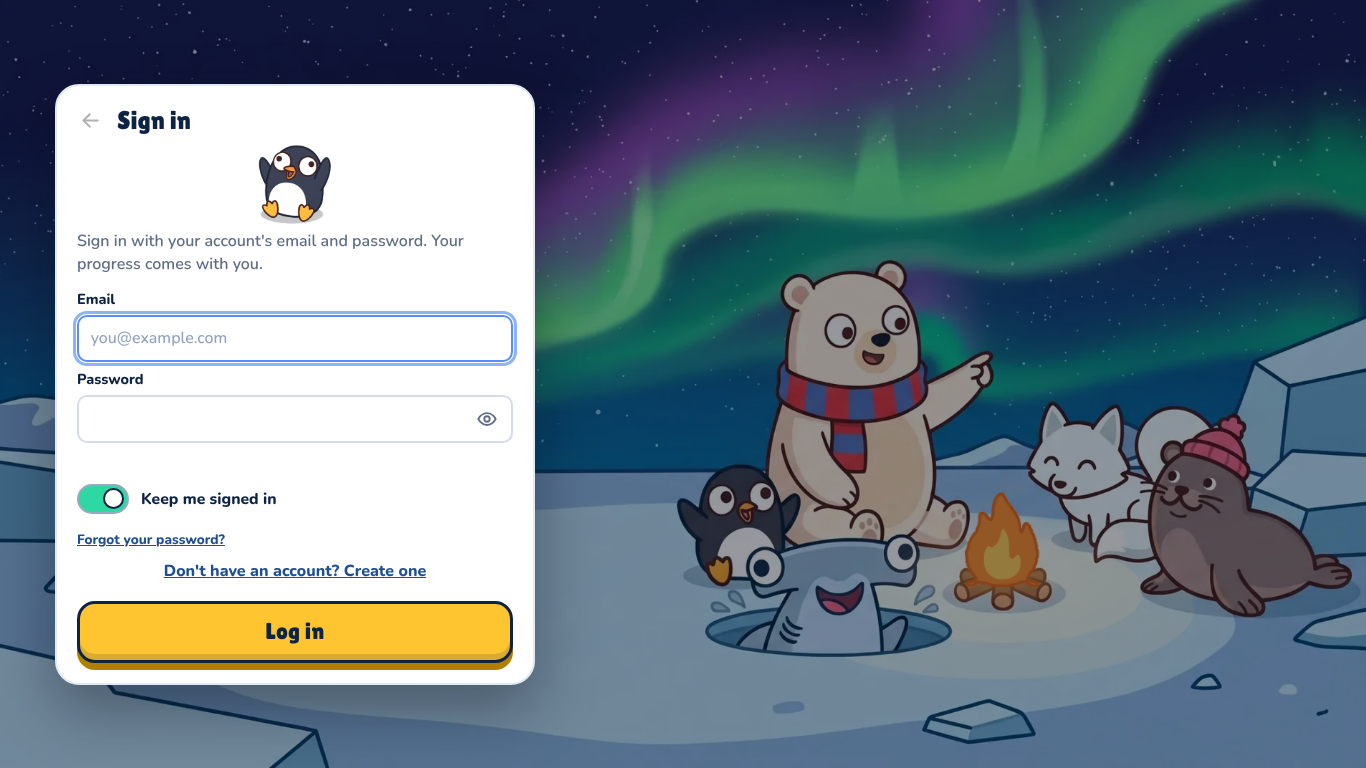 Sign in
Sign in with your account's email and password. Your
progress comes with you.
Email
you@example.com
Password
Keep me signed in
Forgot your password?
Don't have an account? Create one
Log in